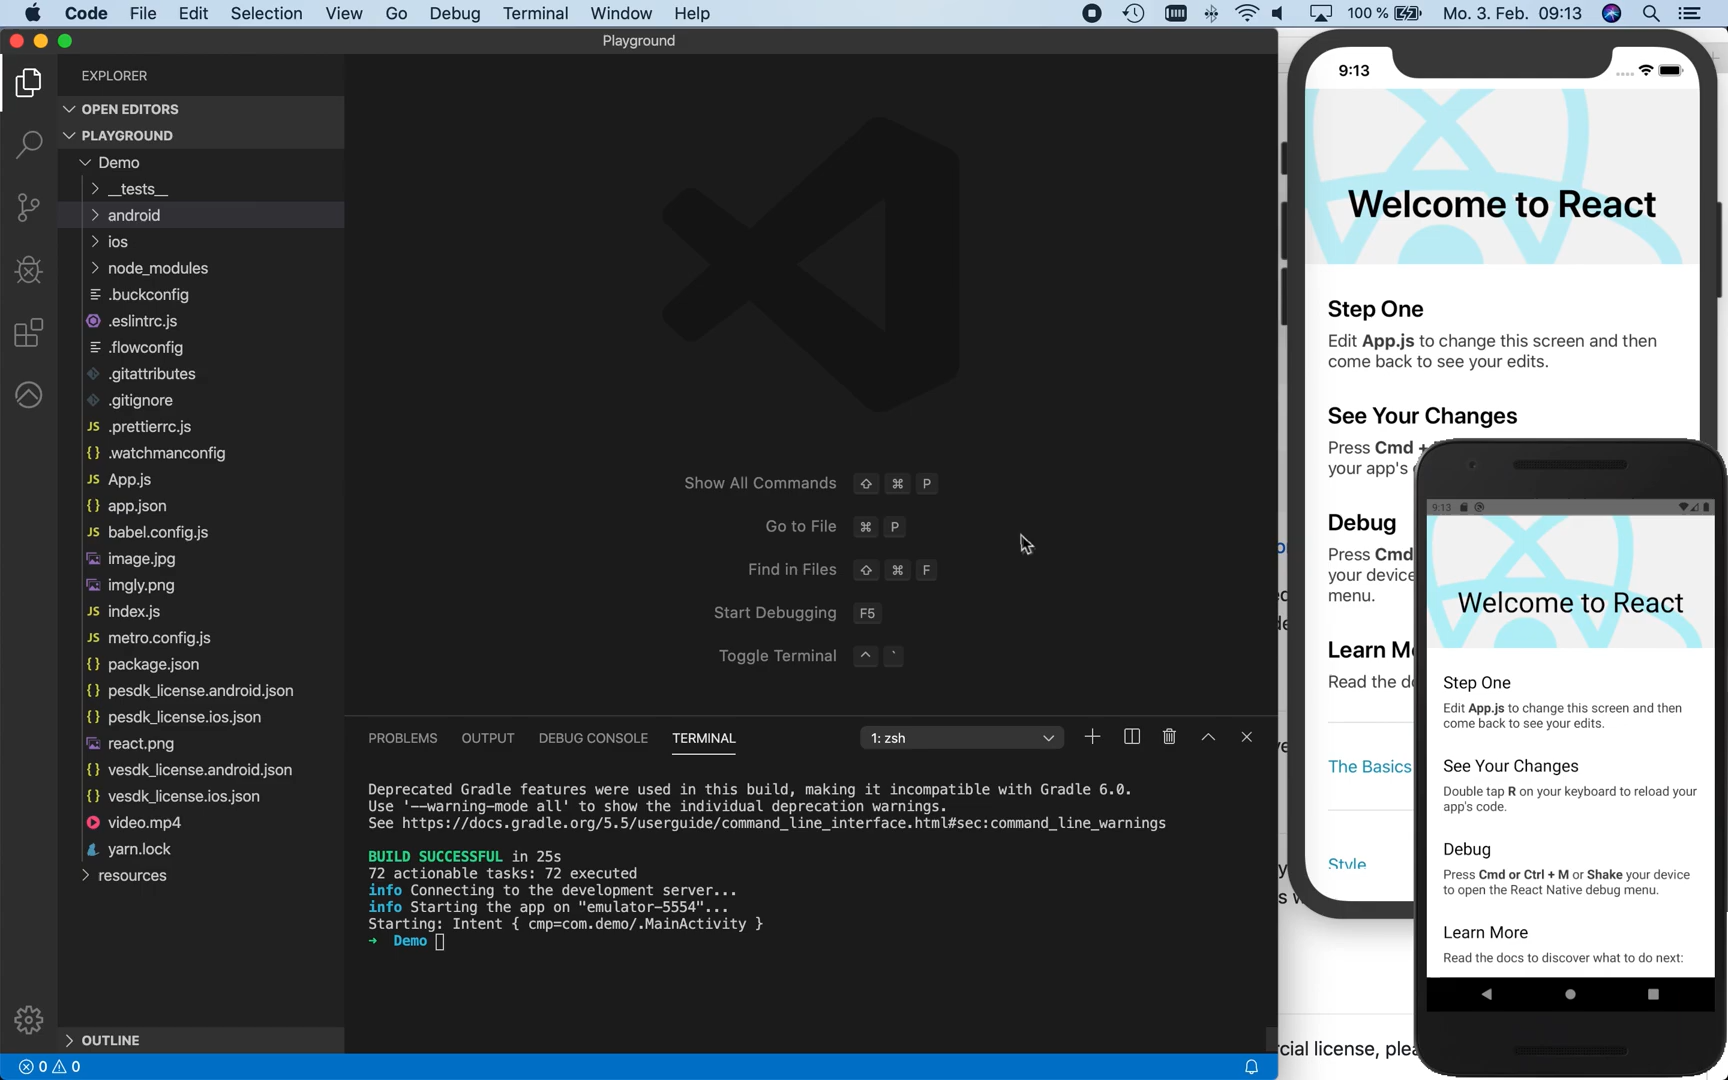 Code File Edit Selection View Go Debug Terminal Window Help 100 % Mo. 3. Feb. 09:13
Playground
EXPLORER
OPEN EDITORS
PLAYGROUND
Demo
__tests__
android
ios
node_modules
.buckconfig
.eslintrc.js
.flowconfig
.gitattributes
.gitignore
JS .prettierrc.js
{} .watchmanconfig
JS App.js
{} app.json
JS babel.config.js
image.jpg
imgly.png
JS index.js
JS metro.config.js
{} package.json
{} pesdk_license.android.json
{} pesdk_license.ios.json
react.png
{} vesdk_license.android.json
{} vesdk_license.ios.json
video.mp4
yarn.lock
resources
OUTLINE
0 0
Show All Commands ⇧ ⌘ P
Go to File ⌘ P
Find in Files ⇧ ⌘ F
Start Debugging F5
Toggle Terminal ^ `
PROBLEMS OUTPUT DEBUG CONSOLE TERMINAL 1: zsh
Deprecated Gradle features were used in this build, making it incompatible with Gradle 6.0.
Use '--warning-mode all' to show the individual deprecation warnings.
See https://docs.gradle.org/5.5/userguide/command_line_interface.html#sec:command_line_warnings
BUILD SUCCESSFUL in 25s
72 actionable tasks: 72 executed
info Connecting to the development server...
info Starting the app on "emulator-5554"...
Starting: Intent { cmp=com.demo/.MainActivity }
→ Demo
9:13
Welcome to React
Step One
Edit App.js to change this screen and then
come back to see your edits.
See Your Changes
Press Cmd +
your app's
Debug
Press Cmd
your device
menu.
Learn M
Read the d
The Basics
Style
9:13
Welcome to React
Step One
Edit App.js to change this screen and then
come back to see your edits.
See Your Changes
Double tap R on your keyboard to reload your
app's code.
Debug
Press Cmd or Ctrl + M or Shake your device
to open the React Native debug menu.
Learn More
Read the docs to discover what to do next:
cial license, plea